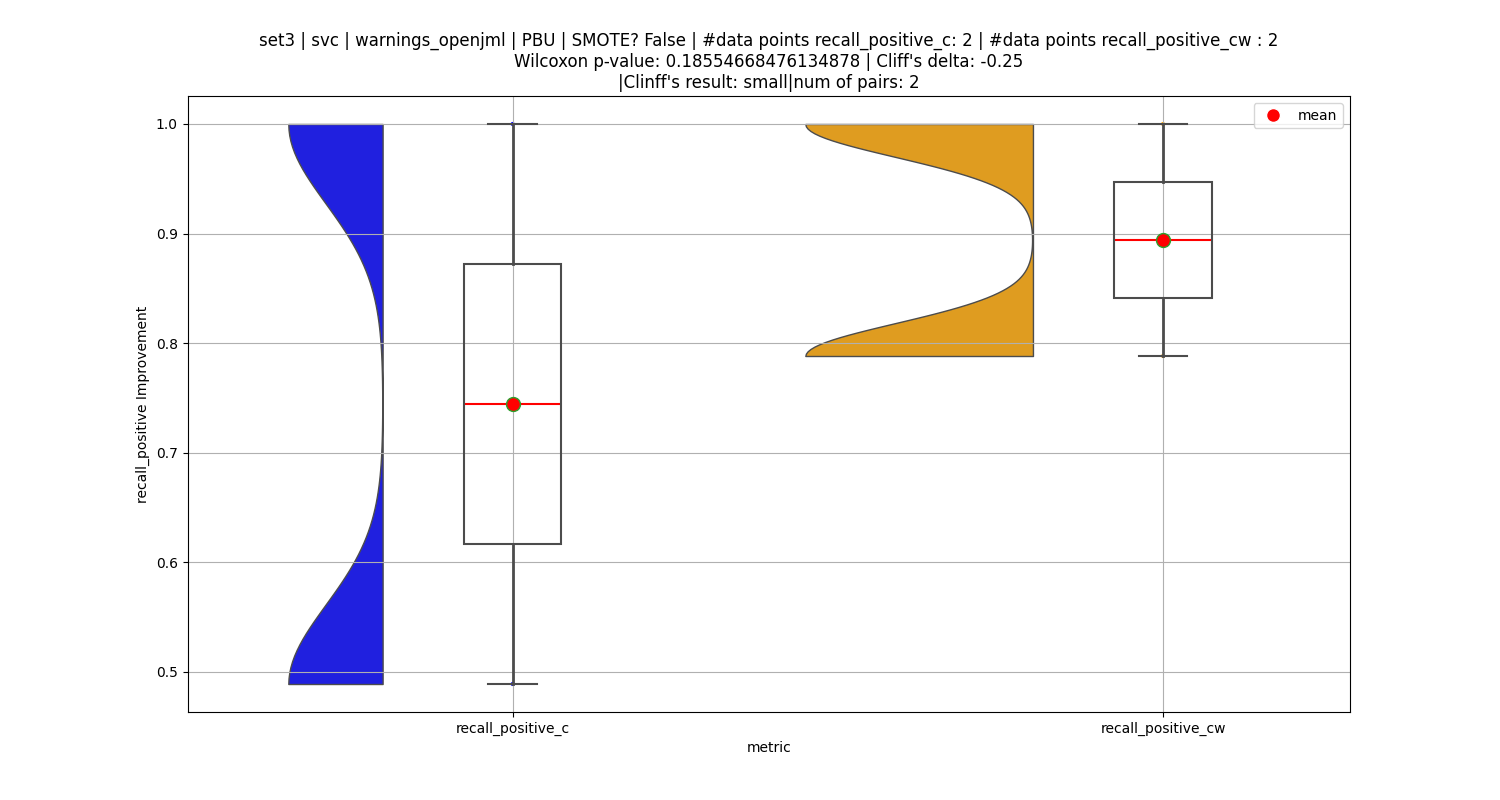 set3 | svc | warnings_openjml | PBU | SMOTE? False | #data points recall_positive_c: 2 | #data points recall_positive_cw : 2
Wilcoxon p-value: 0.18554668476134878 | Cliff's delta: -0.25
|Clinff's result: small|num of pairs: 2
mean
1.0
0.9
0.8
0.7
0.6
0.5
recall_positive Improvement
recall_positive_c
recall_positive_cw
metric